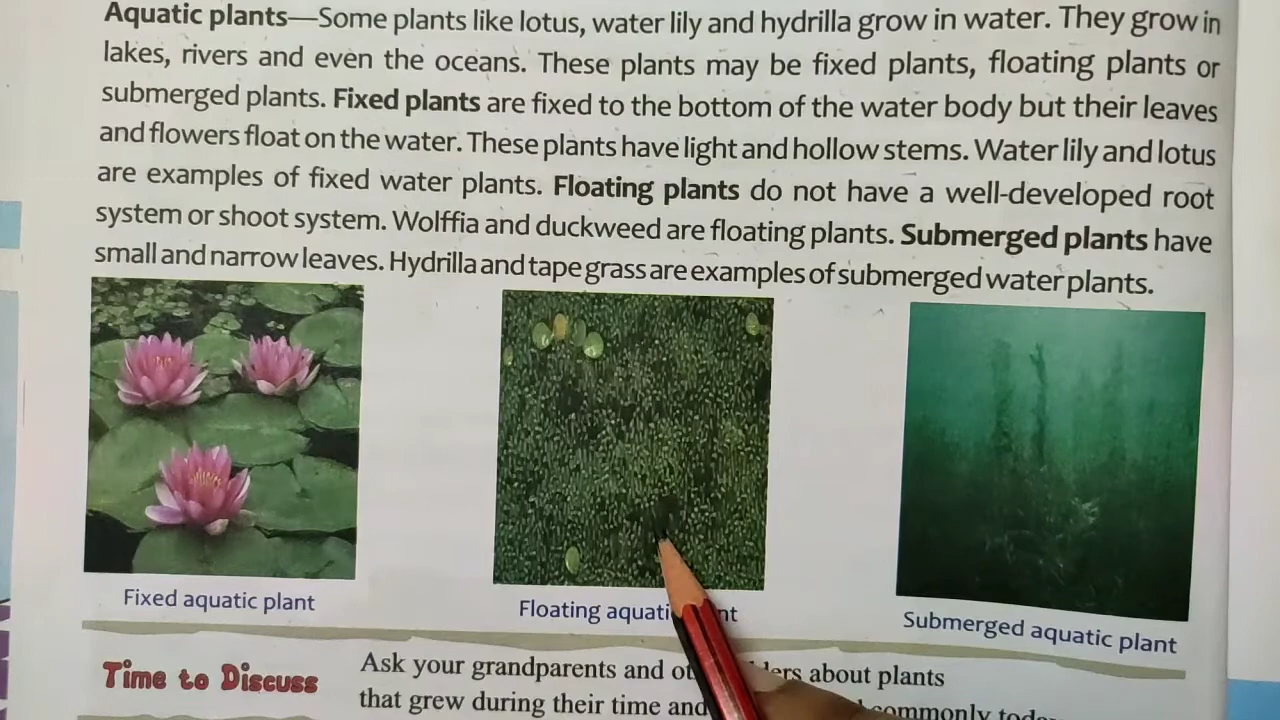 Aquatic plants—Some plants like lotus, water lily and hydrilla grow in water. They grow in
lakes, rivers and even the oceans. These plants may be fixed plants, floating plants or
submerged plants. Fixed plants are fixed to the bottom of the water body but their leaves
and flowers float on the water. These plants have light and hollow stems. Water lily and lotus
are examples of fixed water plants. Floating plants do not have a well-developed root
system or shoot system. Wolffia and duckweed are floating plants. Submerged plants have
small and narrow leaves. Hydrilla and tape grass are examples of submerged water plants.
Fixed aquatic plant
Floating
Submerged aquatic plant
Time to Discuss
Ask your grandparents and about plants
that grew during their time and commonly